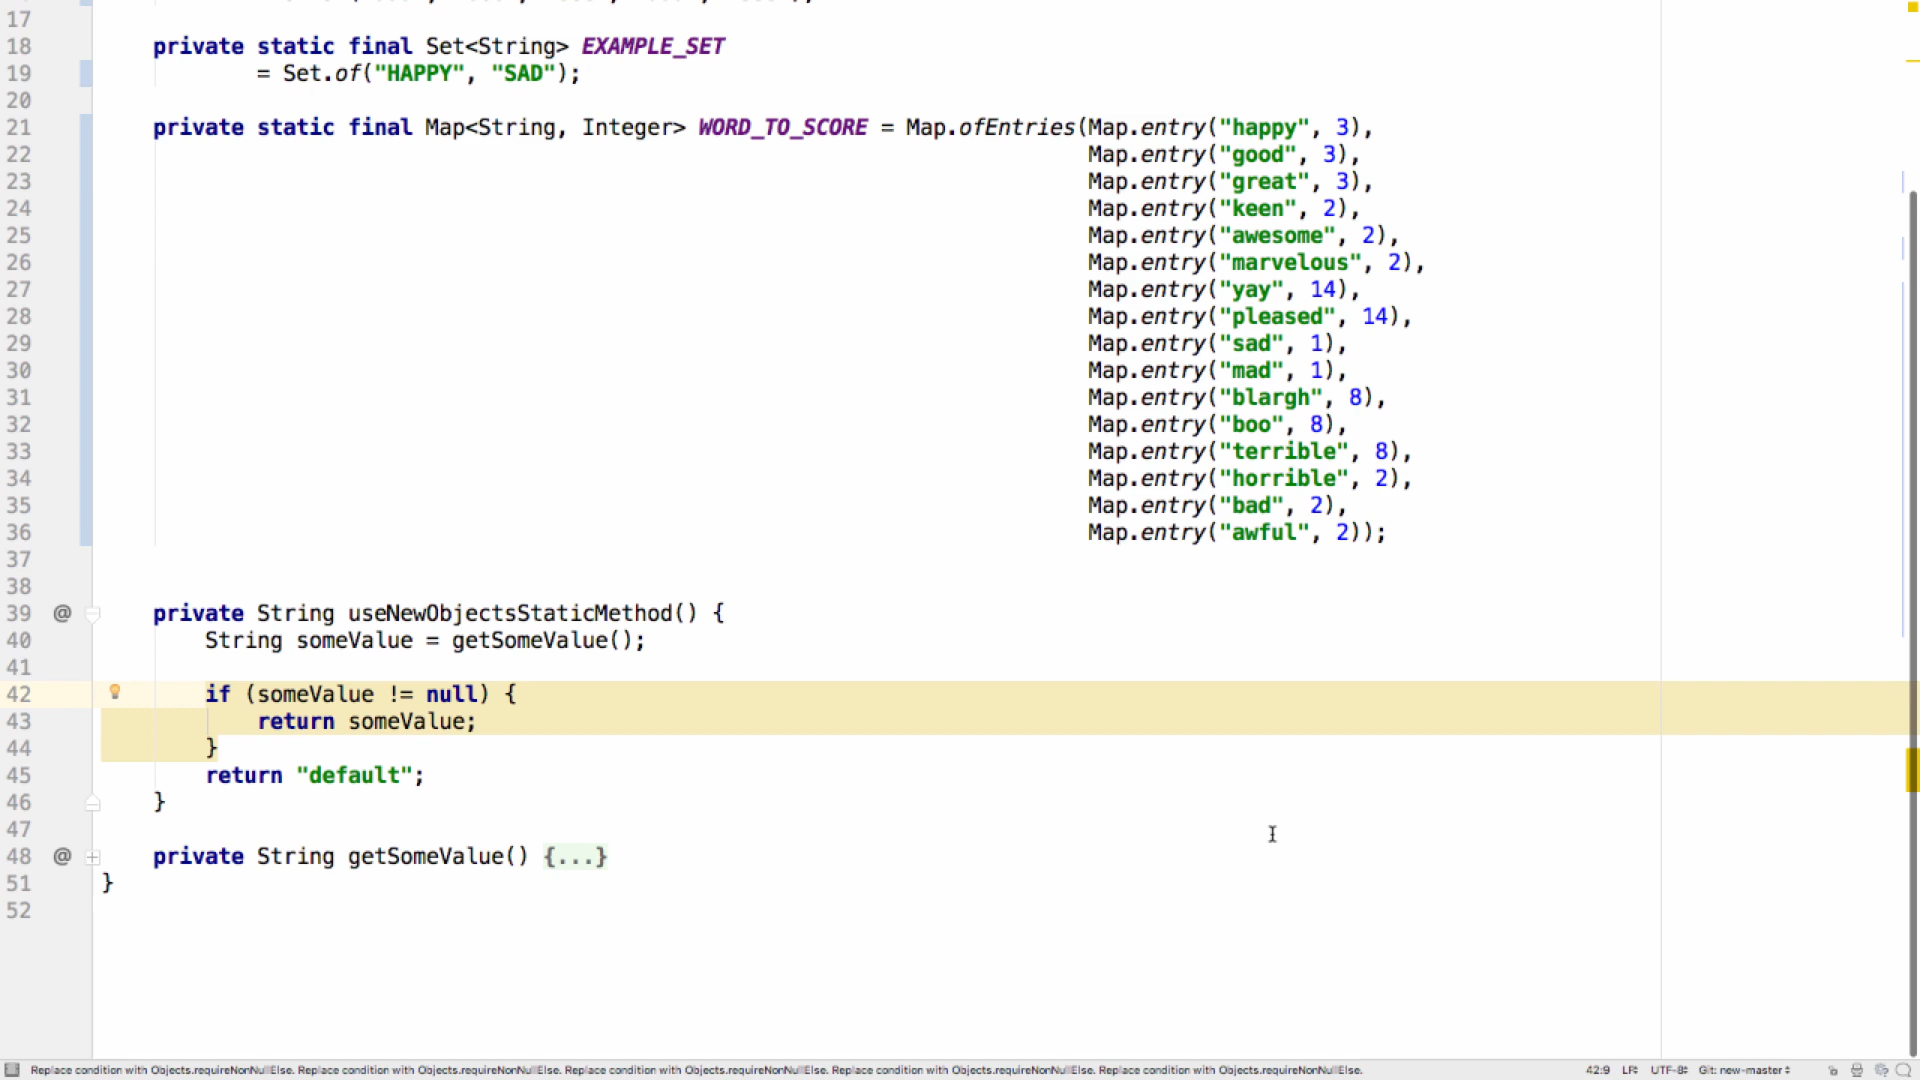 17
18 private static final Set<String> EXAMPLE_SET
19 = Set.of("HAPPY", "SAD");
20
21 private static final Map<String, Integer> WORD_TO_SCORE = Map.ofEntries(Map.entry("happy", 3),
22 Map.entry("good", 3),
23 Map.entry("great", 3),
24 Map.entry("keen", 2),
25 Map.entry("awesome", 2),
26 Map.entry("marvelous", 2),
27 Map.entry("yay", 14),
28 Map.entry("pleased", 14),
29 Map.entry("sad", 1),
30 Map.entry("mad", 1),
31 Map.entry("blargh", 8),
32 Map.entry("boo", 8),
33 Map.entry("terrible", 8),
34 Map.entry("horrible", 2),
35 Map.entry("bad", 2),
36 Map.entry("awful", 2));
37
38
39 @ private String useNewObjectsStaticMethod() {
40 String someValue = getSomeValue();
41
42 if (someValue != null) {
43 return someValue;
44 }
45 return "default";
46 }
47
48 @ private String getSomeValue() {...}
51 }
52
Replace condition with Objects.requireNonNullElse. Replace condition with Objects.requireNonNullElse. Replace condition with Objects.requireNonNullElse. Replace condition with Objects.requireNonNullElse. Replace condition with Objects.requireNonNullElse. 42:9 LF UTF-8 Git: new-master